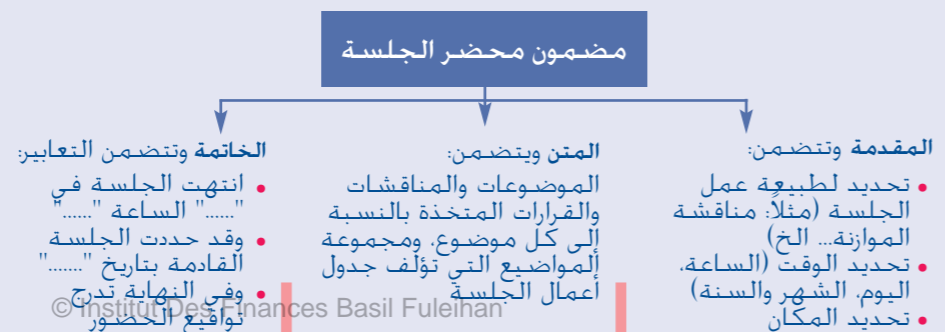 مضمون محضر الجلسة
المقدمة وتتضمن:
• تحديد لطبيعة عمل
الجلسة (مثلاً: مناقشة
الموازنة... الخ)
• تحديد الوقت (الساعة،
اليوم، الشهر والسنة)
• تحديد المكان
المتن ويتضمن:
الموضوعات والمناقشات
والقرارات المتخذة بالنسبة
إلى كل موضوع، ومجموعة
المواضيع التي تؤلف جدول
أعمال الجلسة
الخاتمة وتتضمن التعابير:
• انتهت الجلسة في
"......" الساعة "......"
• وقد حددت الجلسة
القادمة بتاريخ "......."
• وفي النهاية تدرج
تواقيع الحضور
© Institut Des Finances Basil Fuleihan